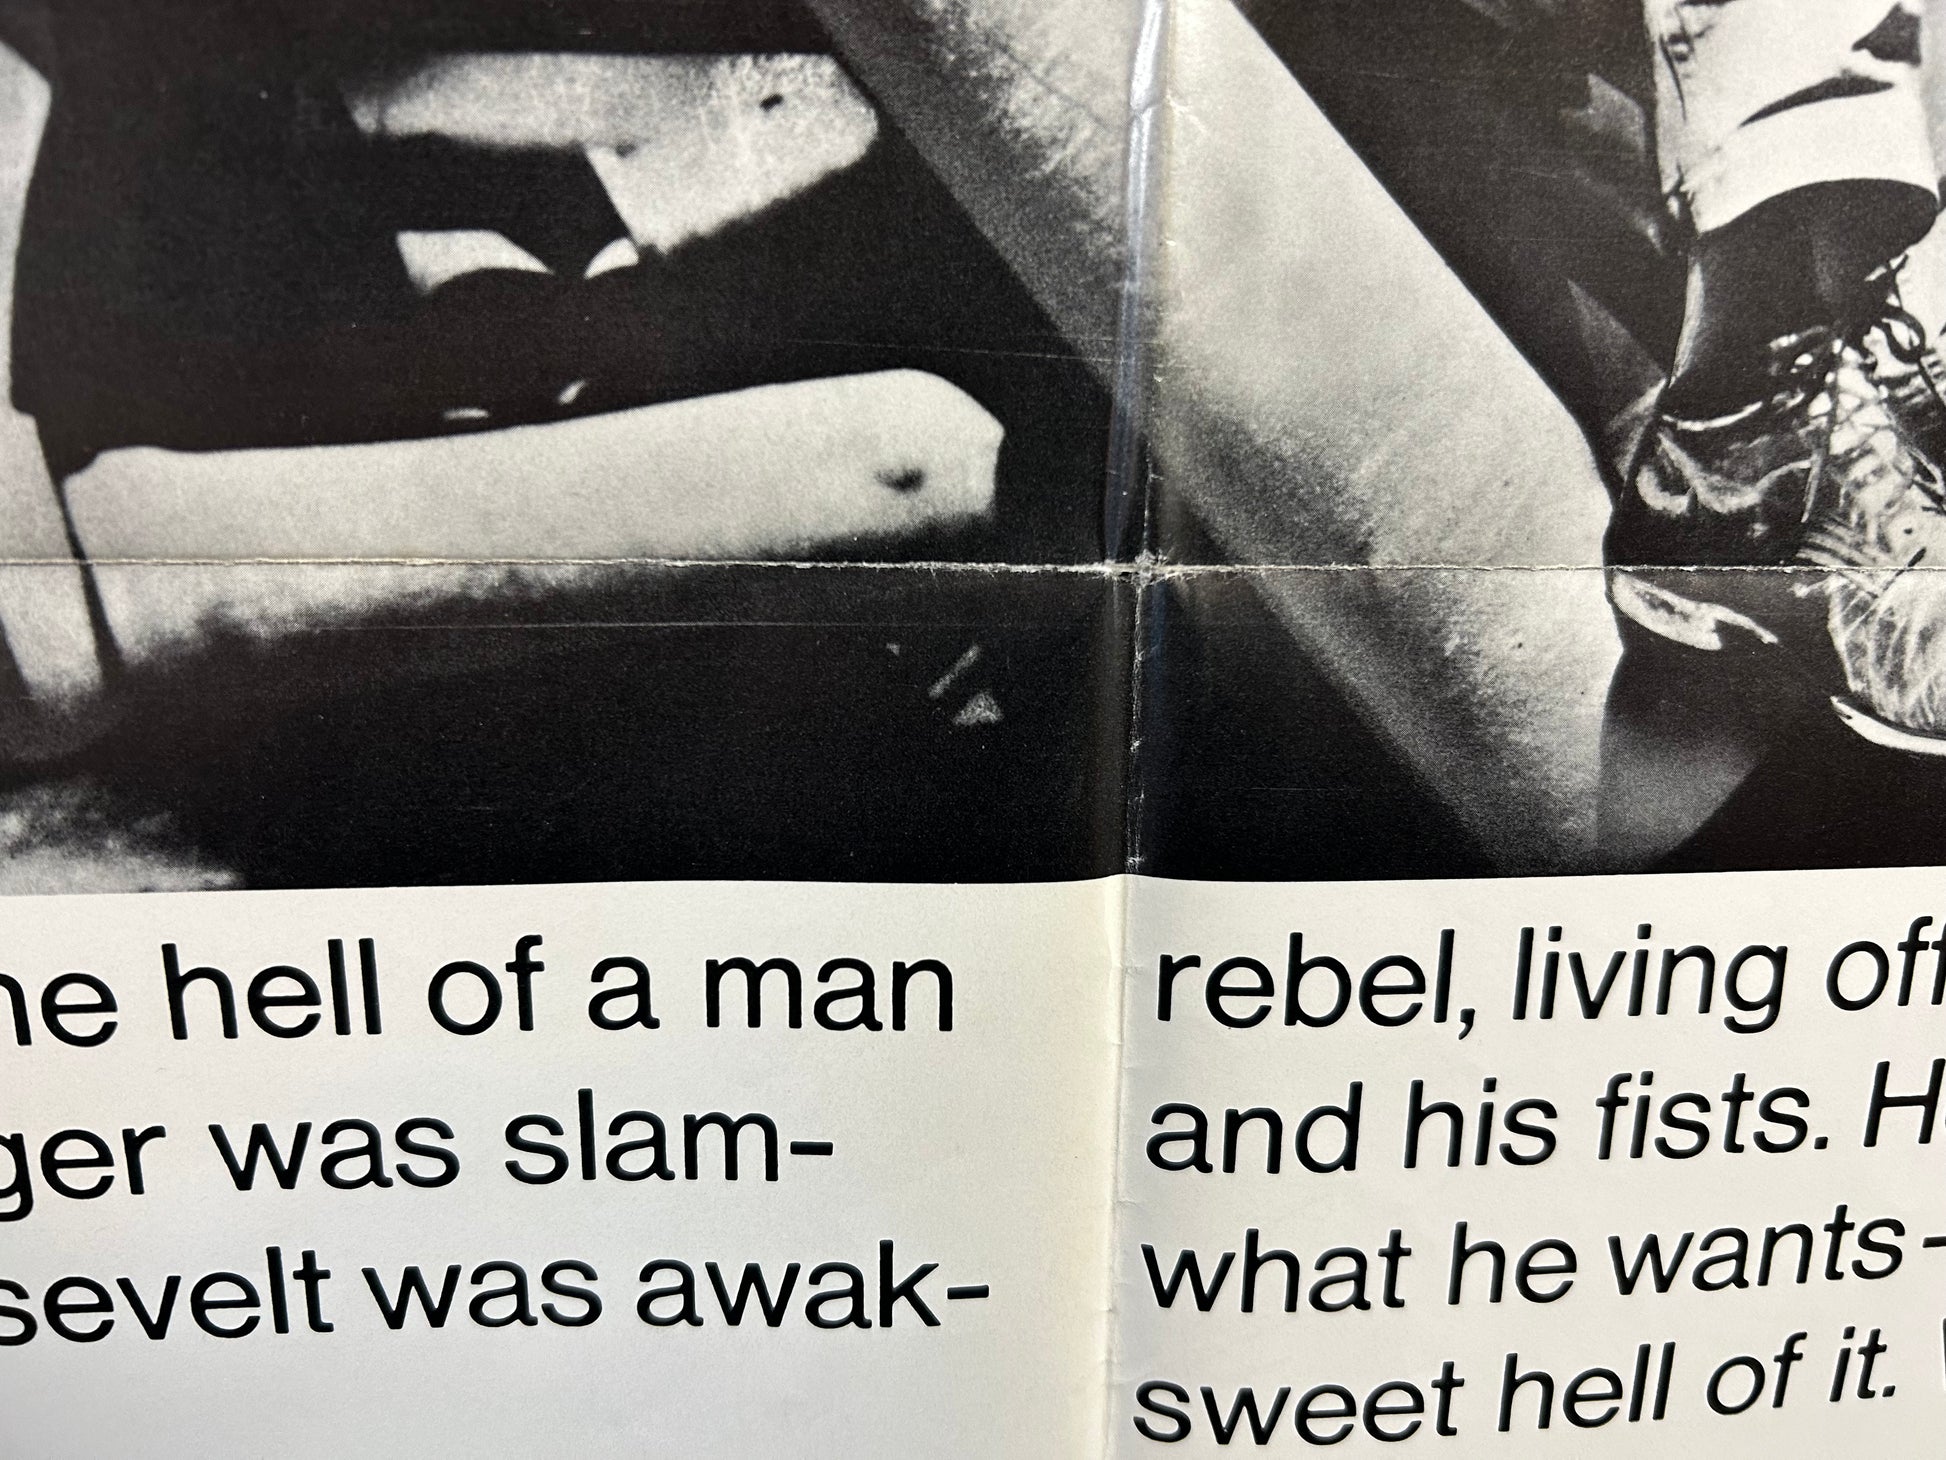 he hell of a man
ger was slam-
sevelt was awak-
rebel, living off
and his fists. H
what he wants-
sweet hell of it.